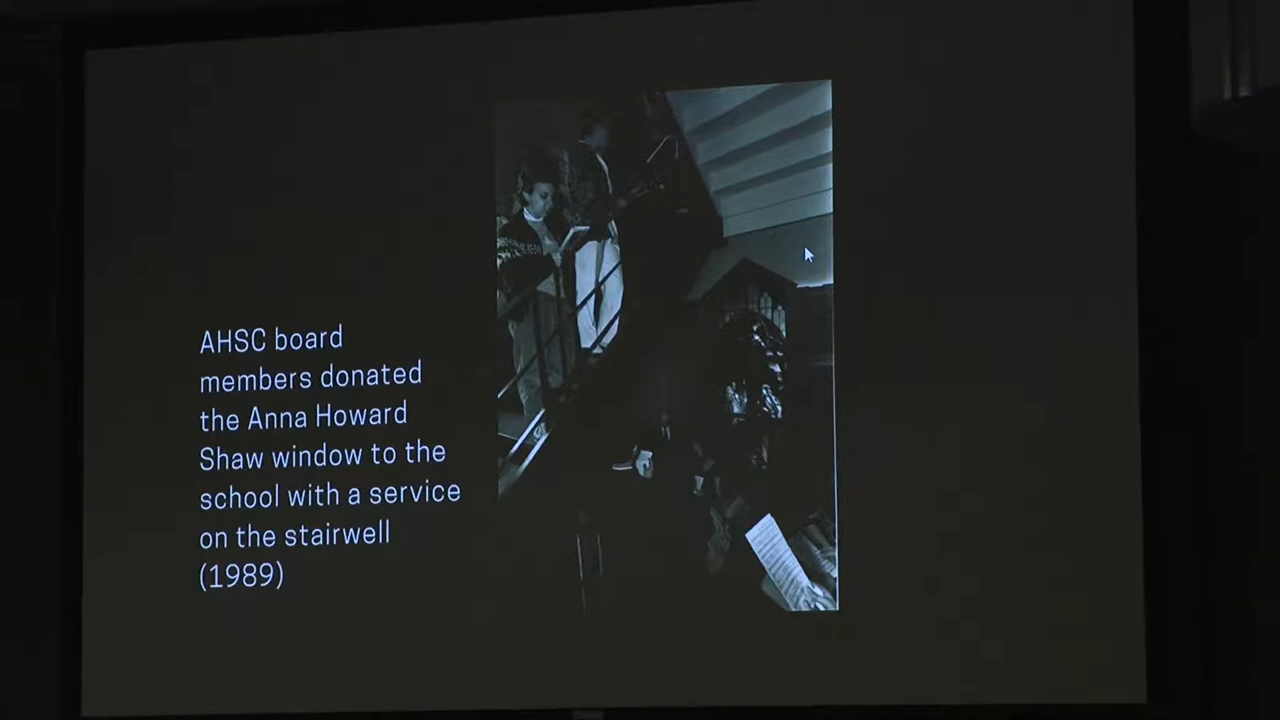 AHSC board
members donated
the Anna Howard
Shaw window to the
school with a service
on the stairwell
(1989)